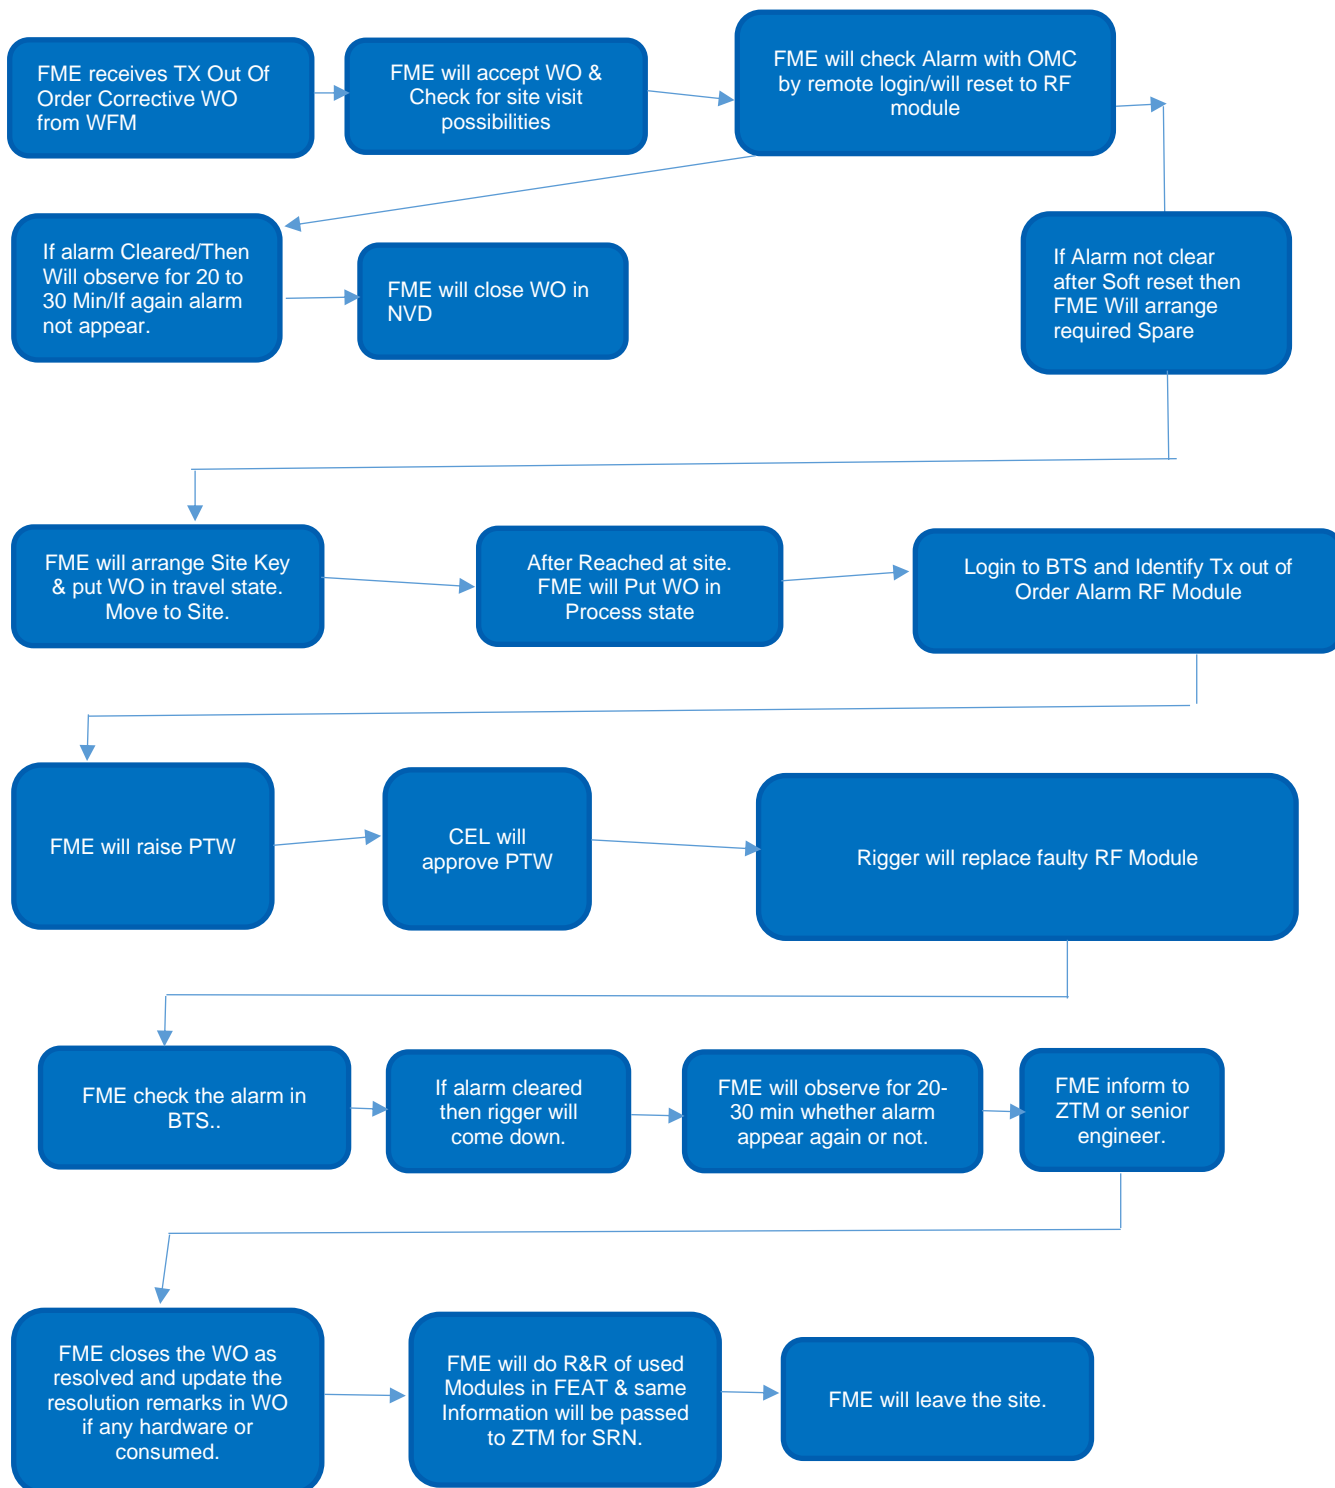 FME receives TX Out Of
Order Corrective WO
from WFM
FME will accept WO &
Check for site visit
possibilities
FME will check Alarm with OMC
by remote login/will reset to RF
module
If alarm Cleared/Then
Will observe for 20 to
30 Min/If again alarm
not appear.
FME will close WO in
NVD
If Alarm not clear
after Soft reset then
FME Will arrange
required Spare
FME will arrange Site Key
& put WO in travel state.
Move to Site.
After Reached at site.
FME will Put WO in
Process state
Login to BTS and Identify Tx out of
Order Alarm RF Module
FME will raise PTW
CEL will
approve PTW
Rigger will replace faulty RF Module
FME check the alarm in
BTS..
If alarm cleared
then rigger will
come down.
FME will observe for 20-
30 min whether alarm
appear again or not.
FME inform to
ZTM or senior
engineer.
FME closes the WO as
resolved and update the
resolution remarks in WO
if any hardware or
consumed.
FME will do R&R of used
Modules in FEAT & same
Information will be passed
to ZTM for SRN.
FME will leave the site.